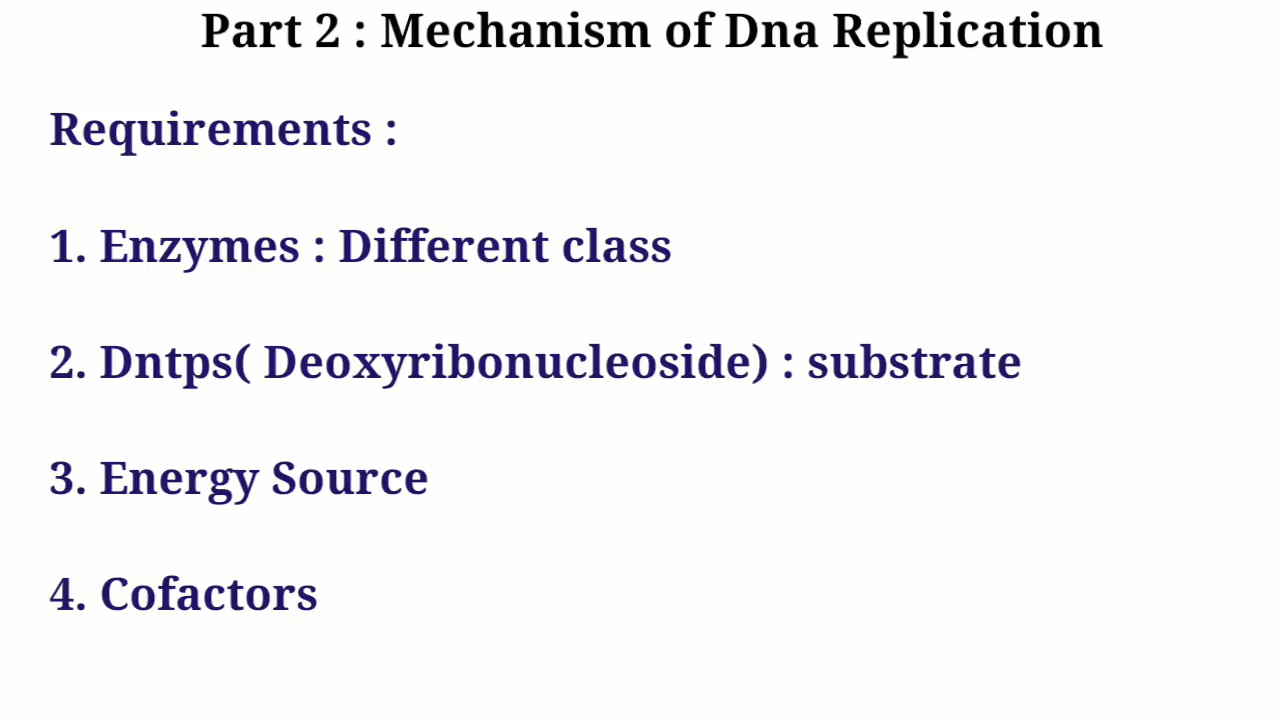 Part 2 : Mechanism of Dna Replication
Requirements :
1. Enzymes : Different class
2. Dntps( Deoxyribonucleoside) : substrate
3. Energy Source
4. Cofactors